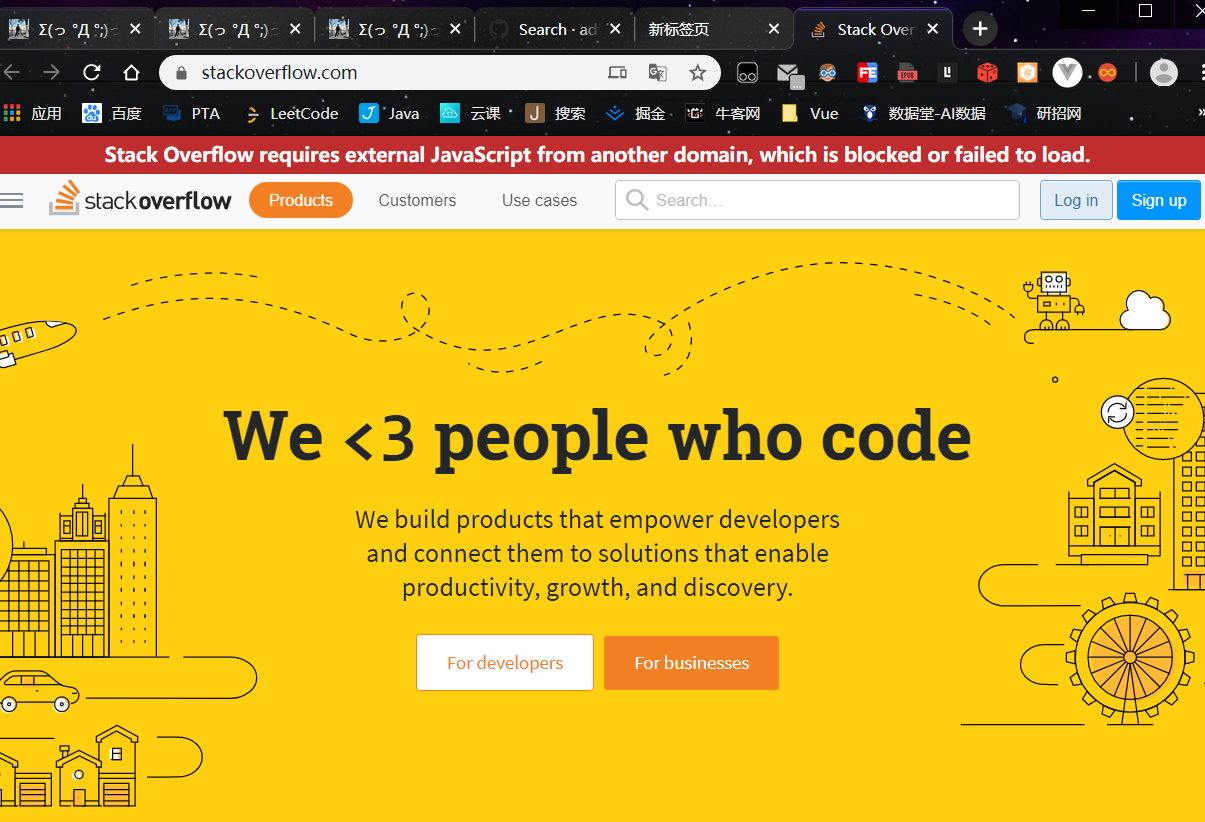 Σ(っ °Д °;)っ
Σ(っ °Д °;)っ
Σ(っ °Д °;)っ
Search · ad
新标签页
Stack Over
stackoverflow.com
FE
EPUB
应用
百度
PTA
LeetCode
J
Java
云课
J
搜索
掘金
牛客网
Vue
数据堂-AI数据
研招网
»
Stack Overflow requires external JavaScript from another domain, which is blocked or failed to load.
stackoverflow
Products
Customers
Use cases
Search...
Log in
Sign up
We <3 people who code
We build products that empower developers
and connect them to solutions that enable
productivity, growth, and discovery.
For developers
For businesses